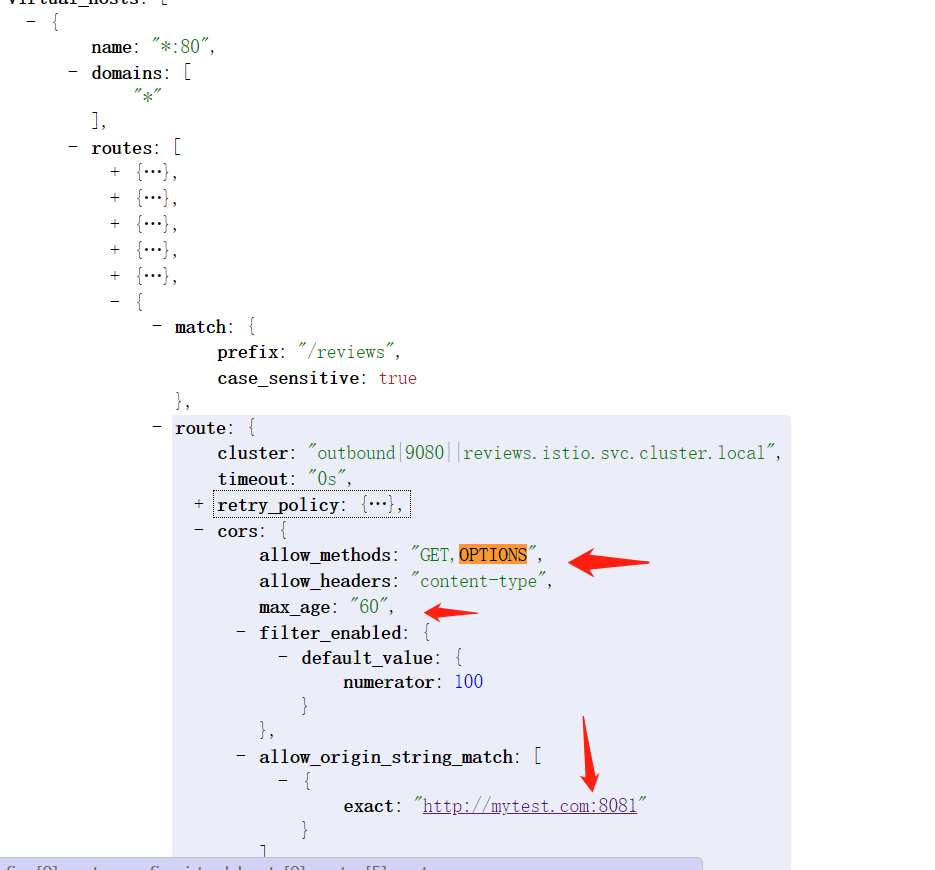 virtual_hosts: [
- {
name: "*:80",
- domains: [
"*"
],
- routes: [
+ {…},
+ {…},
+ {…},
+ {…},
+ {…},
- {
- match: {
prefix: "/reviews",
case_sensitive: true
},
- route: {
cluster: "outbound|9080||reviews.istio.svc.cluster.local",
timeout: "0s",
+ retry_policy: {…},
- cors: {
allow_methods: "GET,OPTIONS",
allow_headers: "content-type",
max_age: "60",
- filter_enabled: {
- default_value: {
numerator: 100
}
},
- allow_origin_string_match: [
- {
exact: "http://mytest.com:8081"
}
]